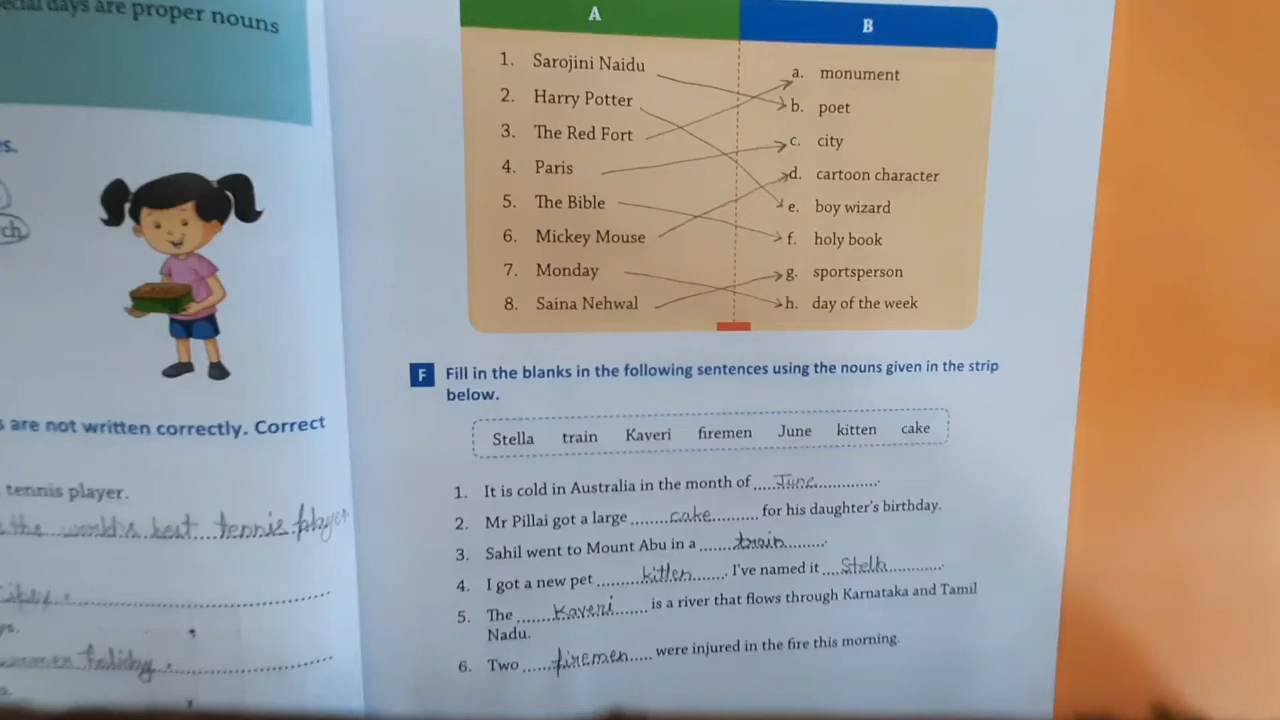 ecial days are proper nouns
s.
ch
s are not written correctly. Correct
tennis player.
the world's best tennis player
holiday.
A B
1. Sarojini Naidu a. monument
2. Harry Potter b. poet
3. The Red Fort c. city
4. Paris d. cartoon character
5. The Bible e. boy wizard
6. Mickey Mouse f. holy book
7. Monday g. sportsperson
8. Saina Nehwal h. day of the week
F Fill in the blanks in the following sentences using the nouns given in the strip
below.
Stella train Kaveri firemen June kitten cake
1. It is cold in Australia in the month of ....June...............
2. Mr Pillai got a large ........cake.......... for his daughter's birthday.
3. Sahil went to Mount Abu in a .......train.........
4. I got a new pet ..........kitten....... I've named it ....Stella.............
5. The .......Kaveri....... is a river that flows through Karnataka and Tamil
Nadu.
6. Two ......firemen..... were injured in the fire this morning.